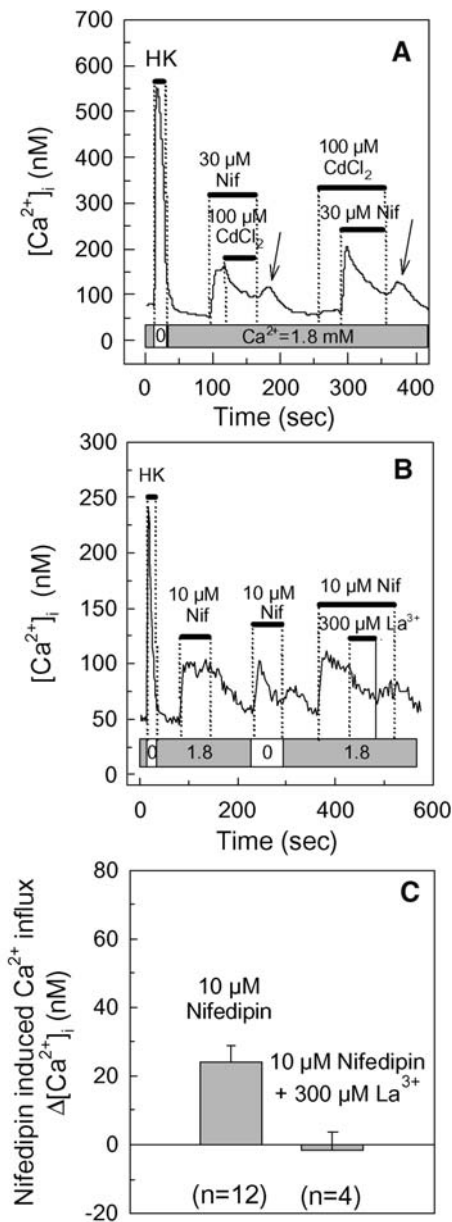 700
600
500
400
300
200
100
0
[Ca²⁺]ᵢ (nM)
A
HK
30 µM
Nif
100 µM
CdCl₂
100 µM
CdCl₂
30 µM Nif
0
Ca²⁺=1.8 mM
0 100 200 300 400
Time (sec)
300
250
200
150
100
50
0
[Ca²⁺]ᵢ (nM)
B
HK
10 µM
Nif
10 µM
Nif
10 µM Nif
300 µM La³⁺
0
1.8
0
1.8
0 200 400 600
Time (sec)
80
60
40
20
0
-20
Nifedipin induced Ca²⁺ influx
Δ[Ca²⁺]ᵢ (nM)
C
10 µM
Nifedipin
10 µM Nifedipin
+ 300 µM La³⁺
(n=12) (n=4)